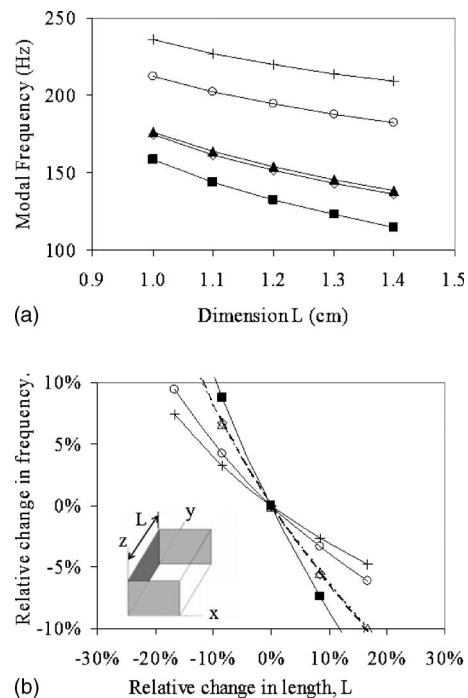 250
200
150
100
Modal Frequency (Hz)
0.9 1.0 1.1 1.2 1.3 1.4 1.5
Dimension L (cm)
(a)
10%
5%
0%
-5%
-10%
Relative change in frequency.
L
y
z
x
-30% -20% -10% 0% 10% 20% 30%
Relative change in length, L
(b)